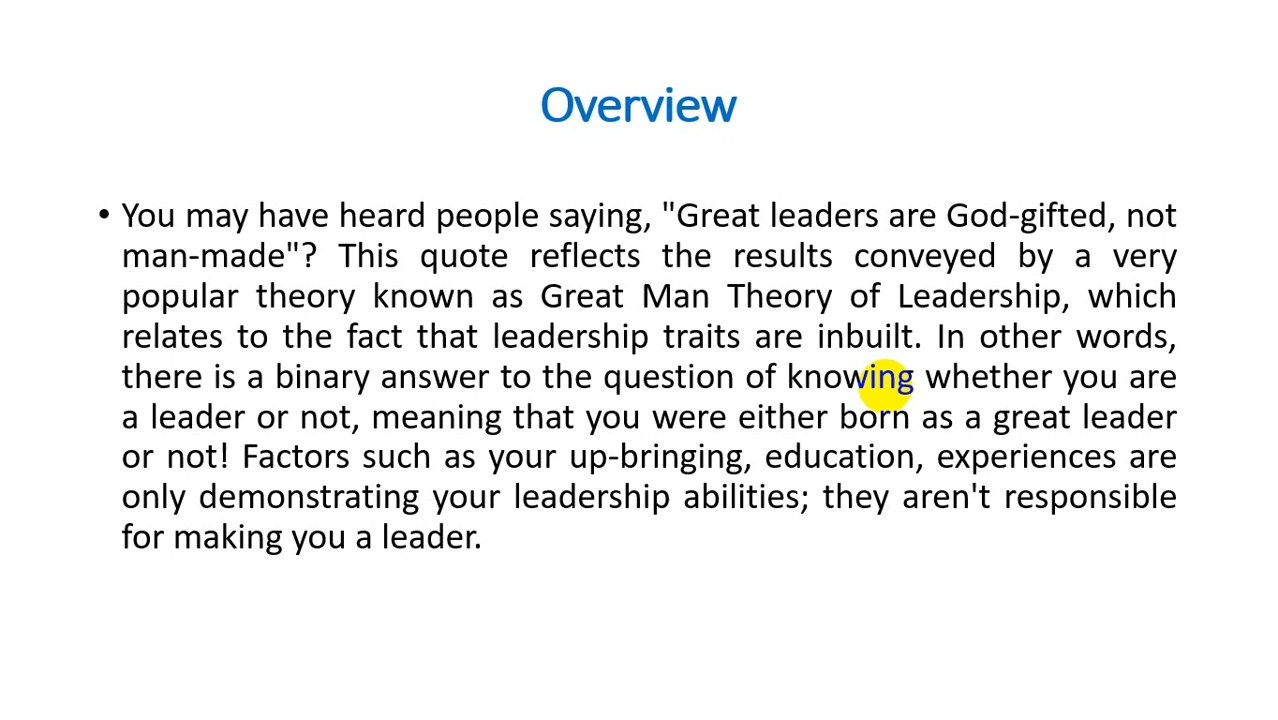 Overview
• You may have heard people saying, "Great leaders are God-gifted, not
man-made"? This quote reflects the results conveyed by a very
popular theory known as Great Man Theory of Leadership, which
relates to the fact that leadership traits are inbuilt. In other words,
there is a binary answer to the question of knowing whether you are
a leader or not, meaning that you were either born as a great leader
or not! Factors such as your up-bringing, education, experiences are
only demonstrating your leadership abilities; they aren't responsible
for making you a leader.